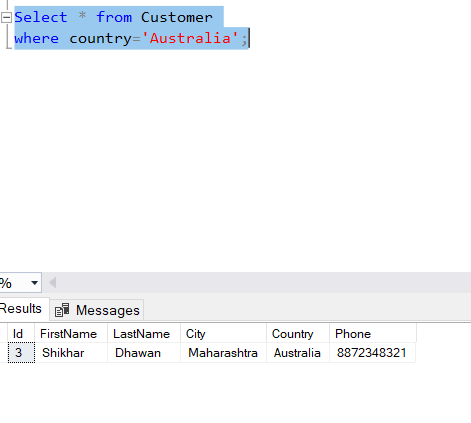 Select * from Customer
where country='Australia';
%
Results Messages
Id FirstName LastName City Country Phone
3 Shikhar Dhawan Maharashtra Australia 8872348321